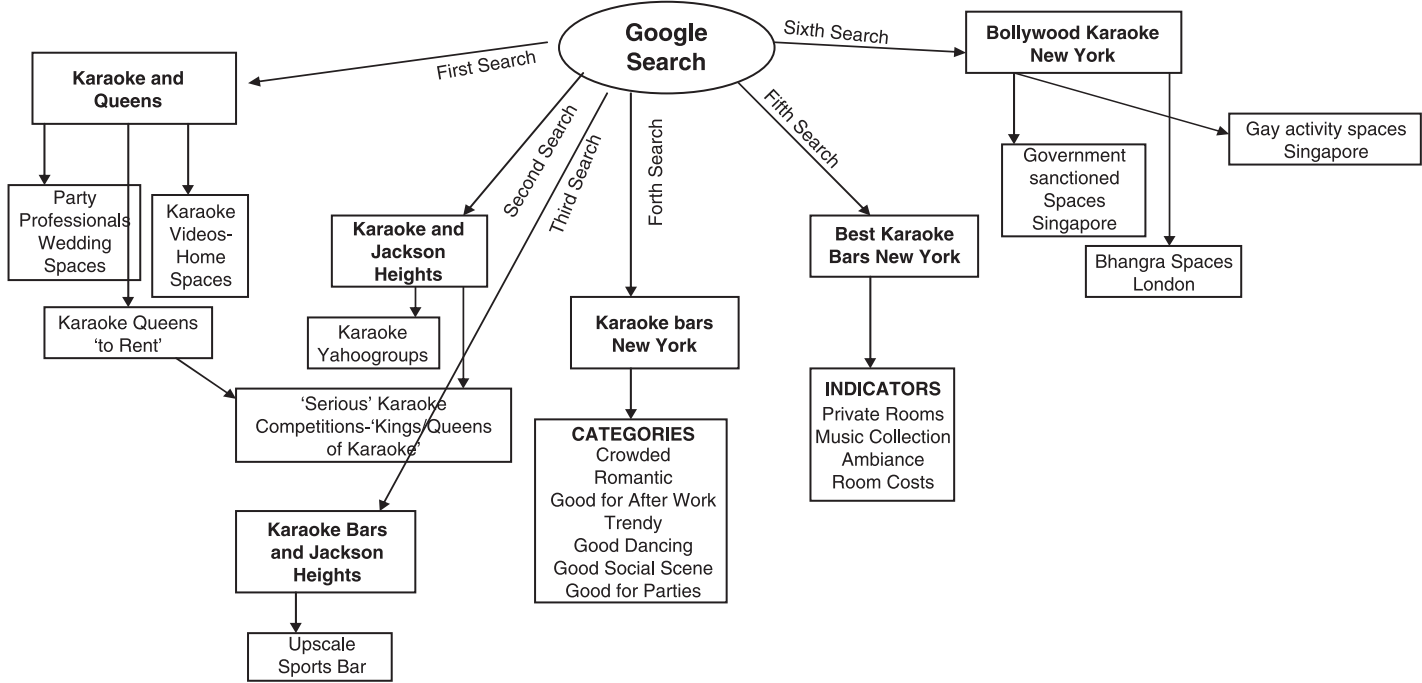 Google
Search
First Search
Karaoke and
Queens
Party
Professionals
Wedding
Spaces
Karaoke
Videos-
Home
Spaces
Karaoke Queens
‘to Rent’
Second Search
Karaoke and
Jackson
Heights
Karaoke
Yahoogroups
‘Serious’ Karaoke
Competitions-‘Kings/Queens
of Karaoke’
Third Search
Karaoke Bars
and Jackson
Heights
Upscale
Sports Bar
Forth Search
Karaoke bars
New York
CATEGORIES
Crowded
Romantic
Good for After Work
Trendy
Good Dancing
Good Social Scene
Good for Parties
Fifth Search
Best Karaoke
Bars New York
INDICATORS
Private Rooms
Music Collection
Ambiance
Room Costs
Sixth Search
Bollywood Karaoke
New York
Government
sanctioned
Spaces
Singapore
Gay activity spaces
Singapore
Bhangra Spaces
London